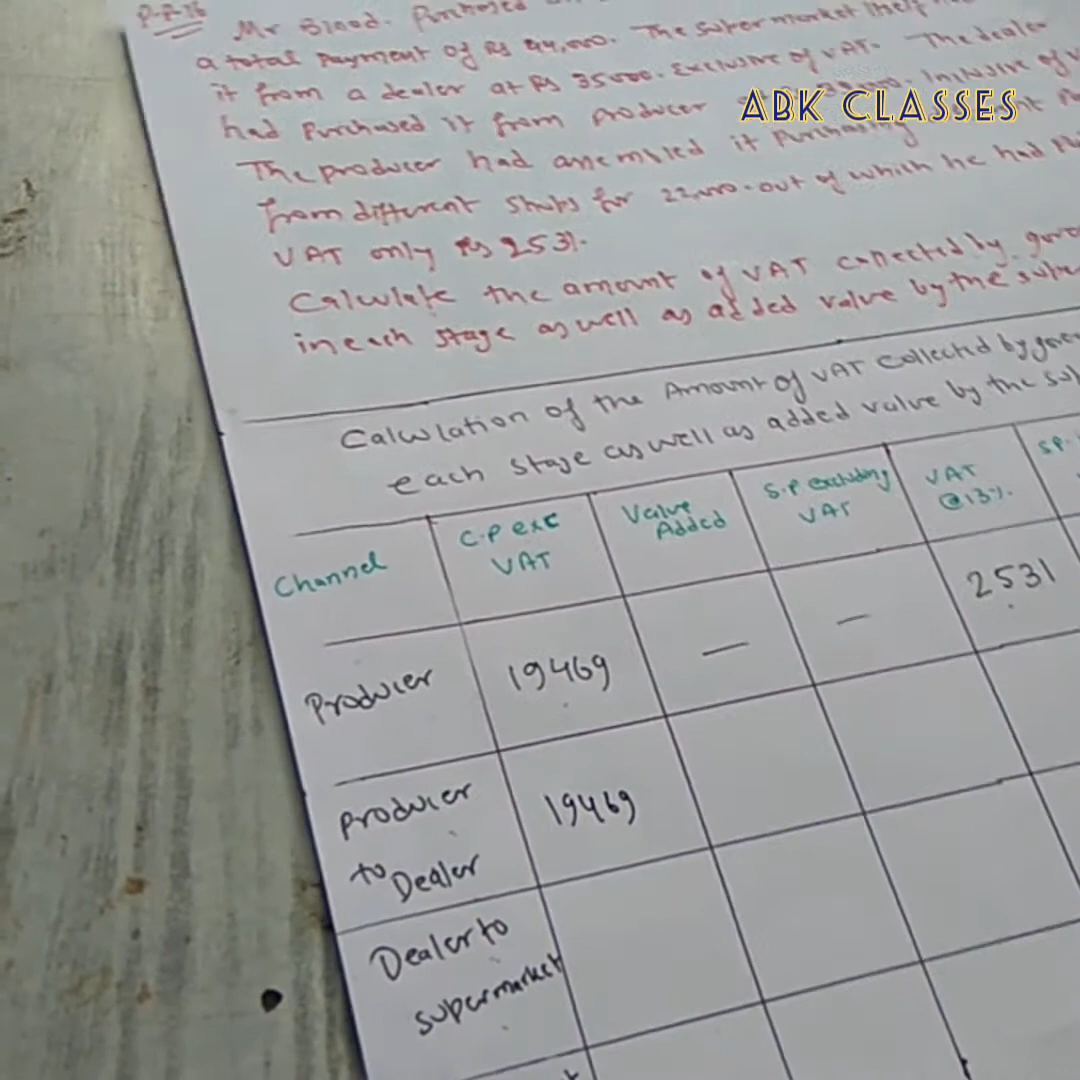 P-P-16
Mr Binod. Purchased
a total payment of Rs 44,000. The supermarket itself
it from a dealer at Rs 35000. Exclusive of VAT. The dealer
had purchased it from producer Inclusive of
ABK CLASSES
The producer had assembled it purchasing
from different shops for 22,000. out of which he had
VAT only Rs 2531.
Calculate the amount of VAT collected by
in each stage as well as added value by the
Calculation of the Amount of VAT collected by
each stage as well as added value by the
Channel C.P exc VAT Value Added S.P excluding VAT VAT @13% SP.
Producer 19469 — — 2531
Producer to Dealer 19469
Dealer to supermarket